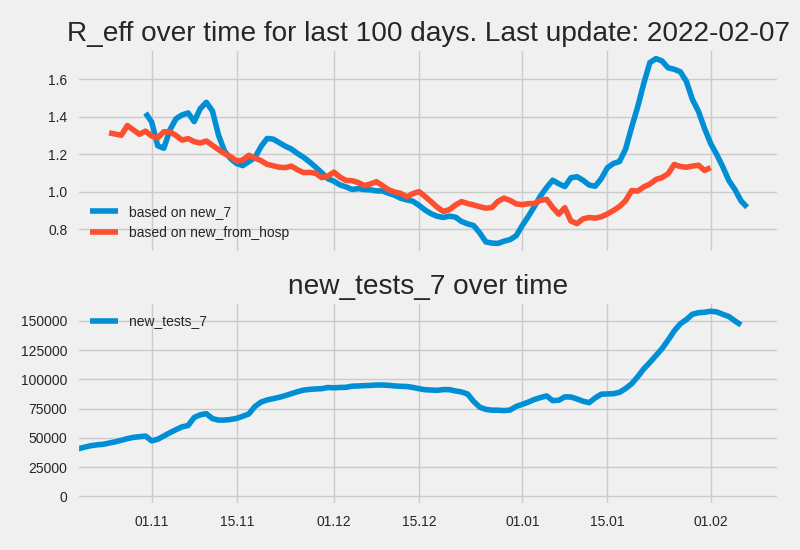 R_eff over time for last 100 days. Last update: 2022-02-07
1.6
1.4
1.2
1.0
0.8
based on new_7
based on new_from_hosp
new_tests_7 over time
150000
125000
100000
75000
50000
25000
0
new_tests_7
01.11 15.11 01.12 15.12 01.01 15.01 01.02